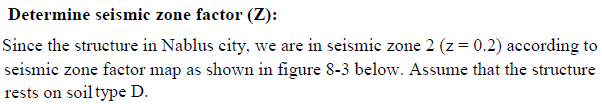 Determine seismic zone factor (Z):
Since the structure in Nablus city, we are in seismic zone 2 (z = 0.2) according to
seismic zone factor map as shown in figure 8-3 below. Assume that the structure
rests on soil type D.